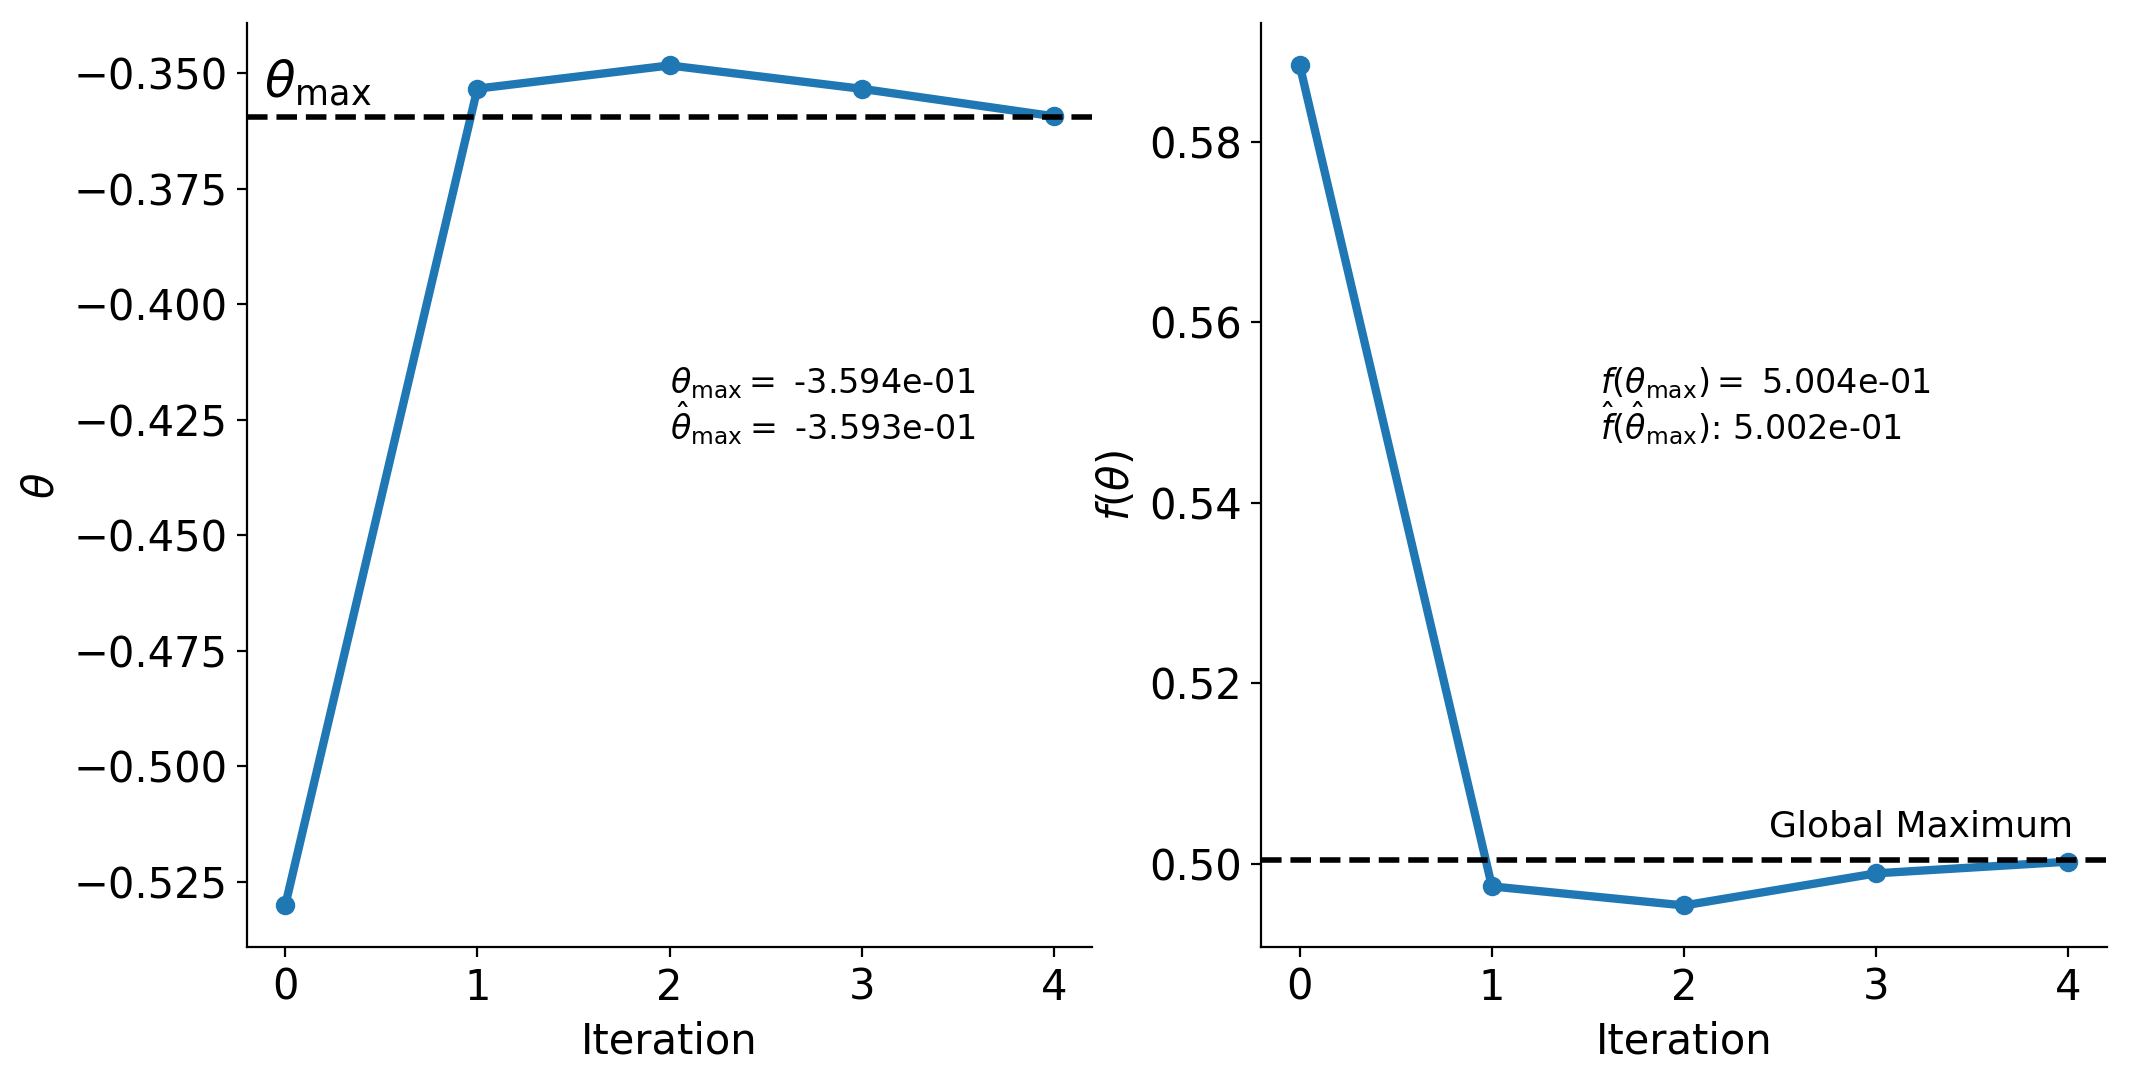 −0.350
−0.375
−0.400
−0.425
−0.450
−0.475
−0.500
−0.525
θ
θmax
θmax = -3.594e-01
θ̂max = -3.593e-01
0 1 2 3 4
Iteration
0.58
0.56
0.54
0.52
0.50
f(θ)
f(θmax) = 5.004e-01
f̂(θ̂max): 5.002e-01
Global Maximum
0 1 2 3 4
Iteration